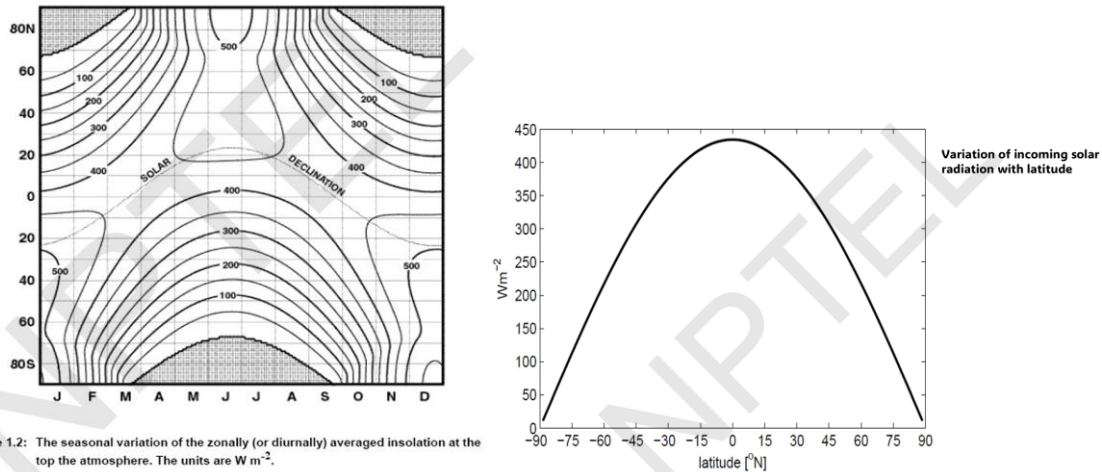 80N
60
40
20
0
20
40
60
80S
500
100
200
300
400
100
200
300
400
SOLAR
DECLINATION
400
300
200
100
500
500
J F M A M J J A S O N D
e 1.2: The seasonal variation of the zonally (or diurnally) averaged insolation at the
top the atmosphere. The units are W m⁻².
450
400
350
300
250
200
150
100
50
0
Wm⁻²
−90 −75 −60 −45 −30 −15 0 15 30 45 60 75 90
latitude [°N]
Variation of incoming solar
radiation with latitude
NPTEL
NPTEL